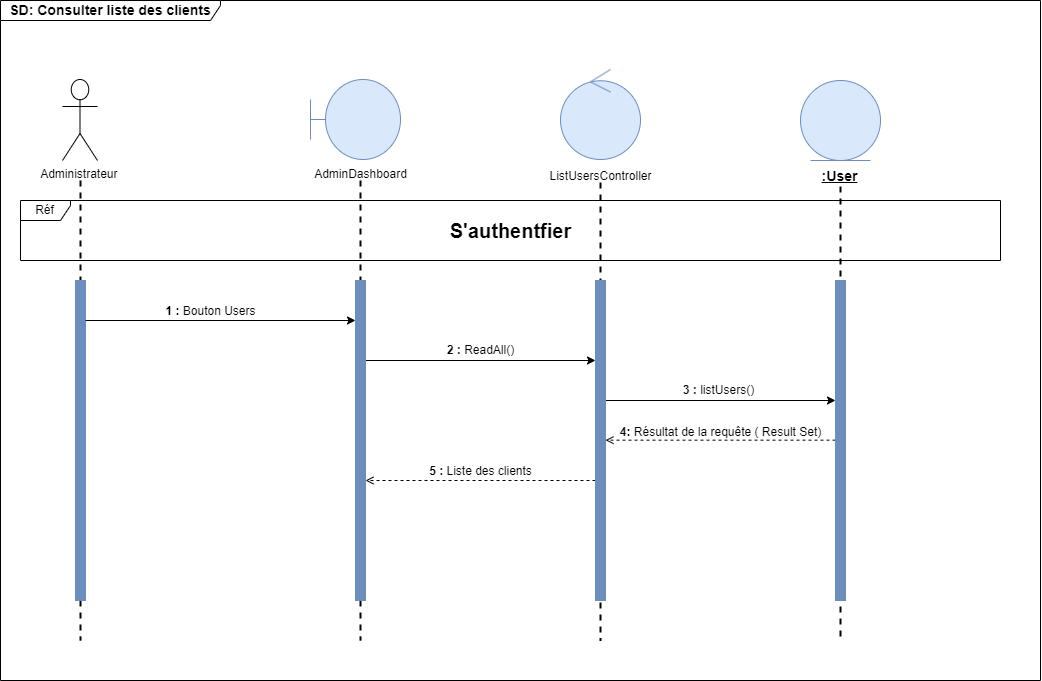 SD: Consulter liste des clients
Administrateur
AdminDashboard
ListUsersController
:User
Réf
S'authentfier
1 : Bouton Users
2 : ReadAll()
3 : listUsers()
4: Résultat de la requête ( Result Set)
5 : Liste des clients